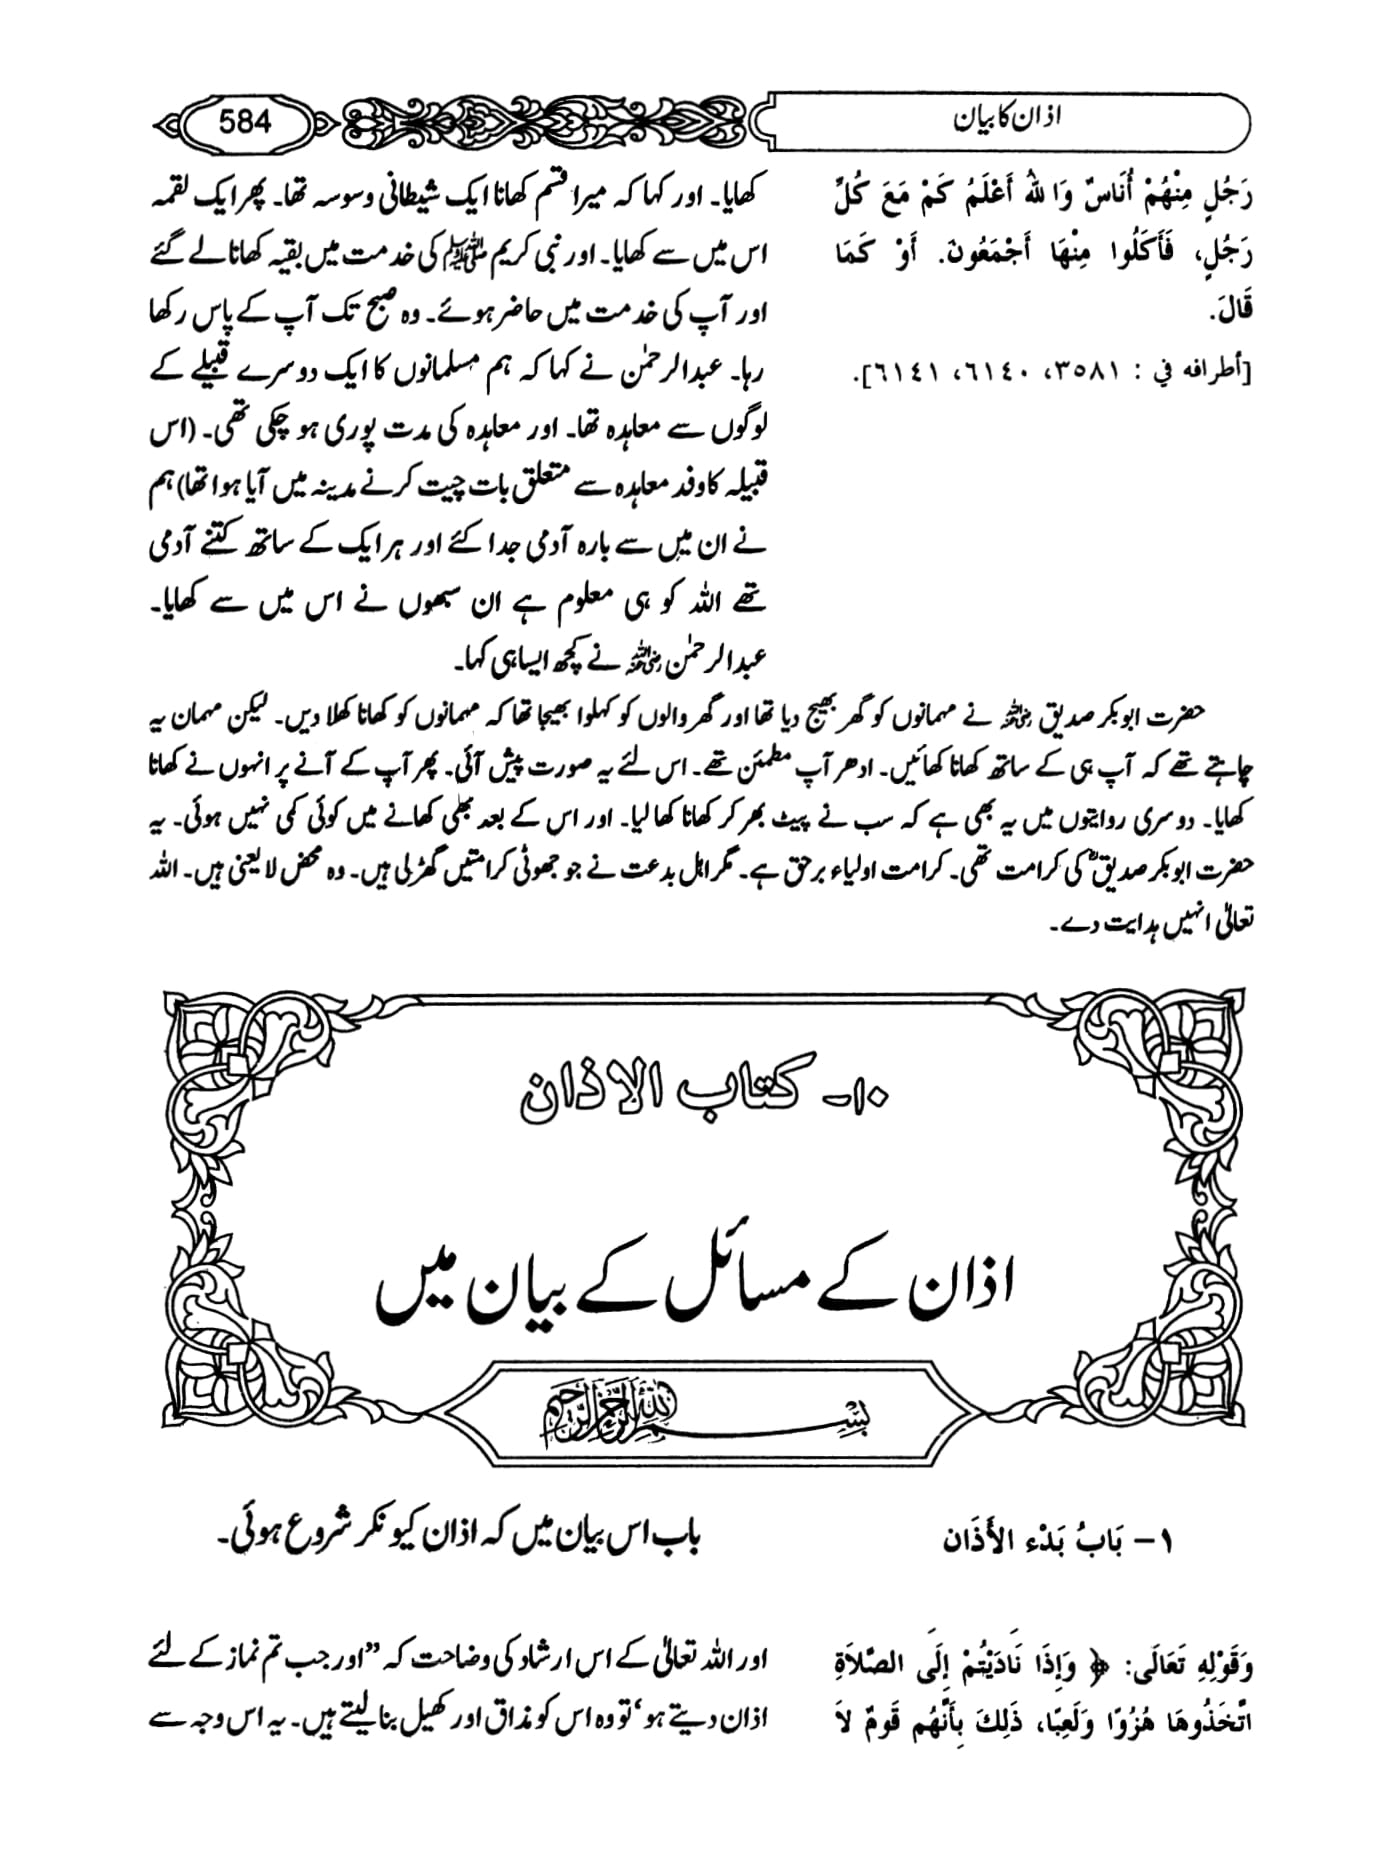 اذان کا بیان
584
رَجُلٍ مِنْهُمْ أُنَاسٌ وَا للهُ أَعْلَمُ كَمْ مَعَ كُلِّ
رَجُلٍ، فَأَكَلُوا مِنْهَا أَجْمَعُونَ. أَوْ كَمَا
قَالَ.
[أطرافه في : ٣٥٨١، ٦١٤٠، ٦١٤١].
کھایا۔ اور کہا کہ میرا قسم کھانا ایک شیطانی وسوسہ تھا۔ پھر ایک لقمہ
اس میں سے کھایا۔ اور نبی کریم ﷺ کی خدمت میں بقیہ کھانا لے گئے
اور آپ کی خدمت میں حاضر ہوئے۔ وہ صبح تک آپ کے پاس رکھا
رہا۔ عبدالرحمٰن نے کہا کہ ہم مسلمانوں کا ایک دوسرے قبیلے کے
لوگوں سے معاہدہ تھا۔ اور معاہدہ کی مدت پوری ہو چکی تھی۔ (اس
قبیلہ کا وفد معاہدہ سے متعلق بات چیت کرنے مدینہ میں آیا ہوا تھا) ہم
نے ان میں سے بارہ آدمی جدا کئے اور ہر ایک کے ساتھ کتنے آدمی
تھے اللہ کو ہی معلوم ہے ان سبھوں نے اس میں سے کھایا۔
عبدالرحمٰن رضی اللہ عنہ نے کچھ ایسا ہی کہا۔
حضرت ابوبکر صدیق رضی اللہ عنہ نے مہمانوں کو گھر بھیج دیا تھا اور گھر والوں کو کہلوا بھیجا تھا کہ مہمانوں کو کھانا کھلا دیں۔ لیکن مہمان یہ
چاہتے تھے کہ آپ ہی کے ساتھ کھانا کھائیں۔ ادھر آپ مطمئن تھے۔ اس لئے یہ صورت پیش آئی۔ پھر آپ کے آنے پر انہوں نے کھانا
کھایا۔ دوسری روایتوں میں یہ بھی ہے کہ سب نے پیٹ بھر کر کھانا کھا لیا۔ اور اس کے بعد بھی کھانے میں کوئی کمی نہیں ہوئی۔ یہ
حضرت ابوبکر صدیقؓ کی کرامت تھی۔ کرامت اولیاء برحق ہے۔ مگر اہل بدعت نے جو جھوٹی کرامتیں گھڑ لی ہیں۔ وہ محض لایعنی ہیں۔ اللہ
تعالیٰ انہیں ہدایت دے۔
۱۰۔ کتاب الاذان
اذان کے مسائل کے بیان میں
بسم الله الرحمن الرحيم
١- بَابُ بَدْءِ الأَذَانِ
باب اس بیان میں کہ اذان کیونکر شروع ہوئی۔
وَقَوْلِهِ تَعَالَى: ﴿ وَإِذَا نَادَيْتُمْ إِلَى الصَّلاَةِ
اتَّخَذُوهَا هُزُوًا وَلَعِبًا، ذَلِكَ بِأَنَّهُم قَومٌ لاَ
اور اللہ تعالیٰ کے اس ارشاد کی وضاحت کہ ”اور جب تم نماز کے لئے
اذان دیتے ہو‘ تو وہ اس کو مذاق اور کھیل بنا لیتے ہیں۔ یہ اس وجہ سے